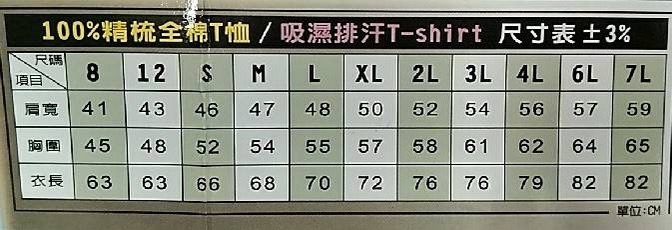 100%精梳全棉T恤 / 吸濕排汗T-shirt 尺寸表±3%
尺碼 項目 8 12 S M L XL 2L 3L 4L 6L 7L
肩寬 41 43 46 47 48 50 52 54 56 57 59
胸圍 45 48 52 54 55 57 58 61 62 64 65
衣長 63 63 66 68 70 72 76 76 79 82 82
單位:CM